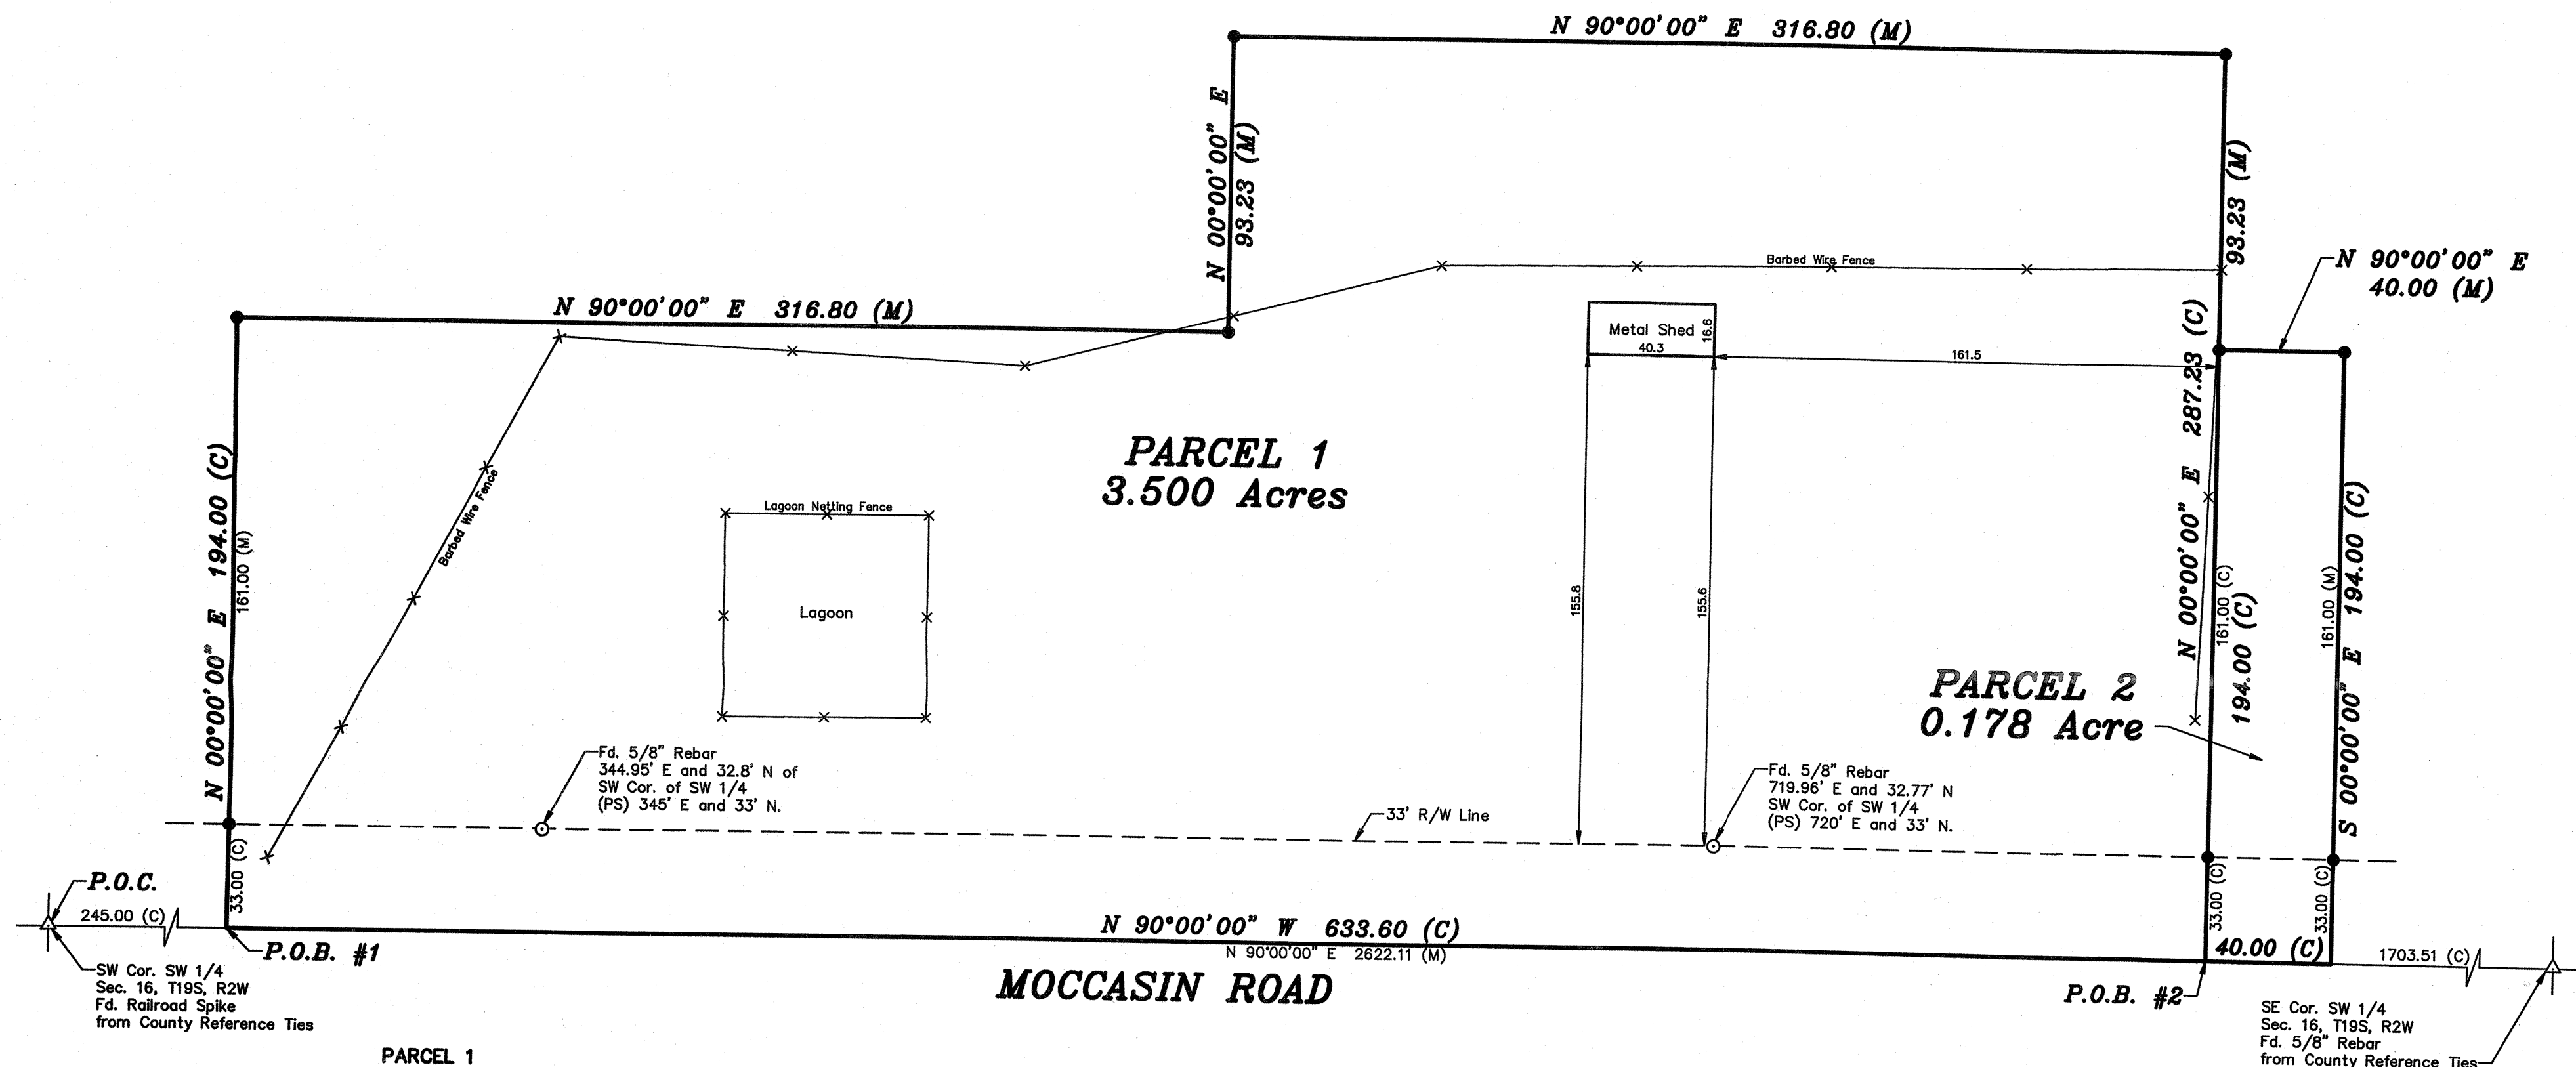 N 90°00'00" E 316.80 (M)
N 00°00'00" E
93.23 (M)
93.23 (M)
N 90°00'00" E
40.00 (M)
Barbed Wire Fence
N 90°00'00" E 316.80 (M)
Metal Shed
16.6
40.3
161.5
N 00°00'00" E 287.23 (C)
PARCEL 1
3.500 Acres
N 00°00'00" E 194.00 (C)
161.00 (M)
Barbed Wire Fence
Lagoon Netting Fence
Lagoon
155.8
155.6
161.00 (C)
194.00 (C)
161.00 (M)
S 00°00'00" E 194.00 (C)
PARCEL 2
0.178 Acre
Fd. 5/8" Rebar
344.95' E and 32.8' N of
SW Cor. of SW 1/4
(PS) 345' E and 33' N.
Fd. 5/8" Rebar
719.96' E and 32.77' N
SW Cor. of SW 1/4
(PS) 720' E and 33' N.
33' R/W Line
P.O.C.
245.00 (C)
33.00 (C)
33.00 (C)
33.00 (C)
P.O.B. #1
N 90°00'00" W 633.60 (C)
N 90°00'00" E 2622.11 (M)
MOCCASIN ROAD
40.00 (C)
1703.51 (C)
P.O.B. #2
SW Cor. SW 1/4
Sec. 16, T19S, R2W
Fd. Railroad Spike
from County Reference Ties
SE Cor. SW 1/4
Sec. 16, T19S, R2W
Fd. 5/8" Rebar
from County Reference Ties
PARCEL 1